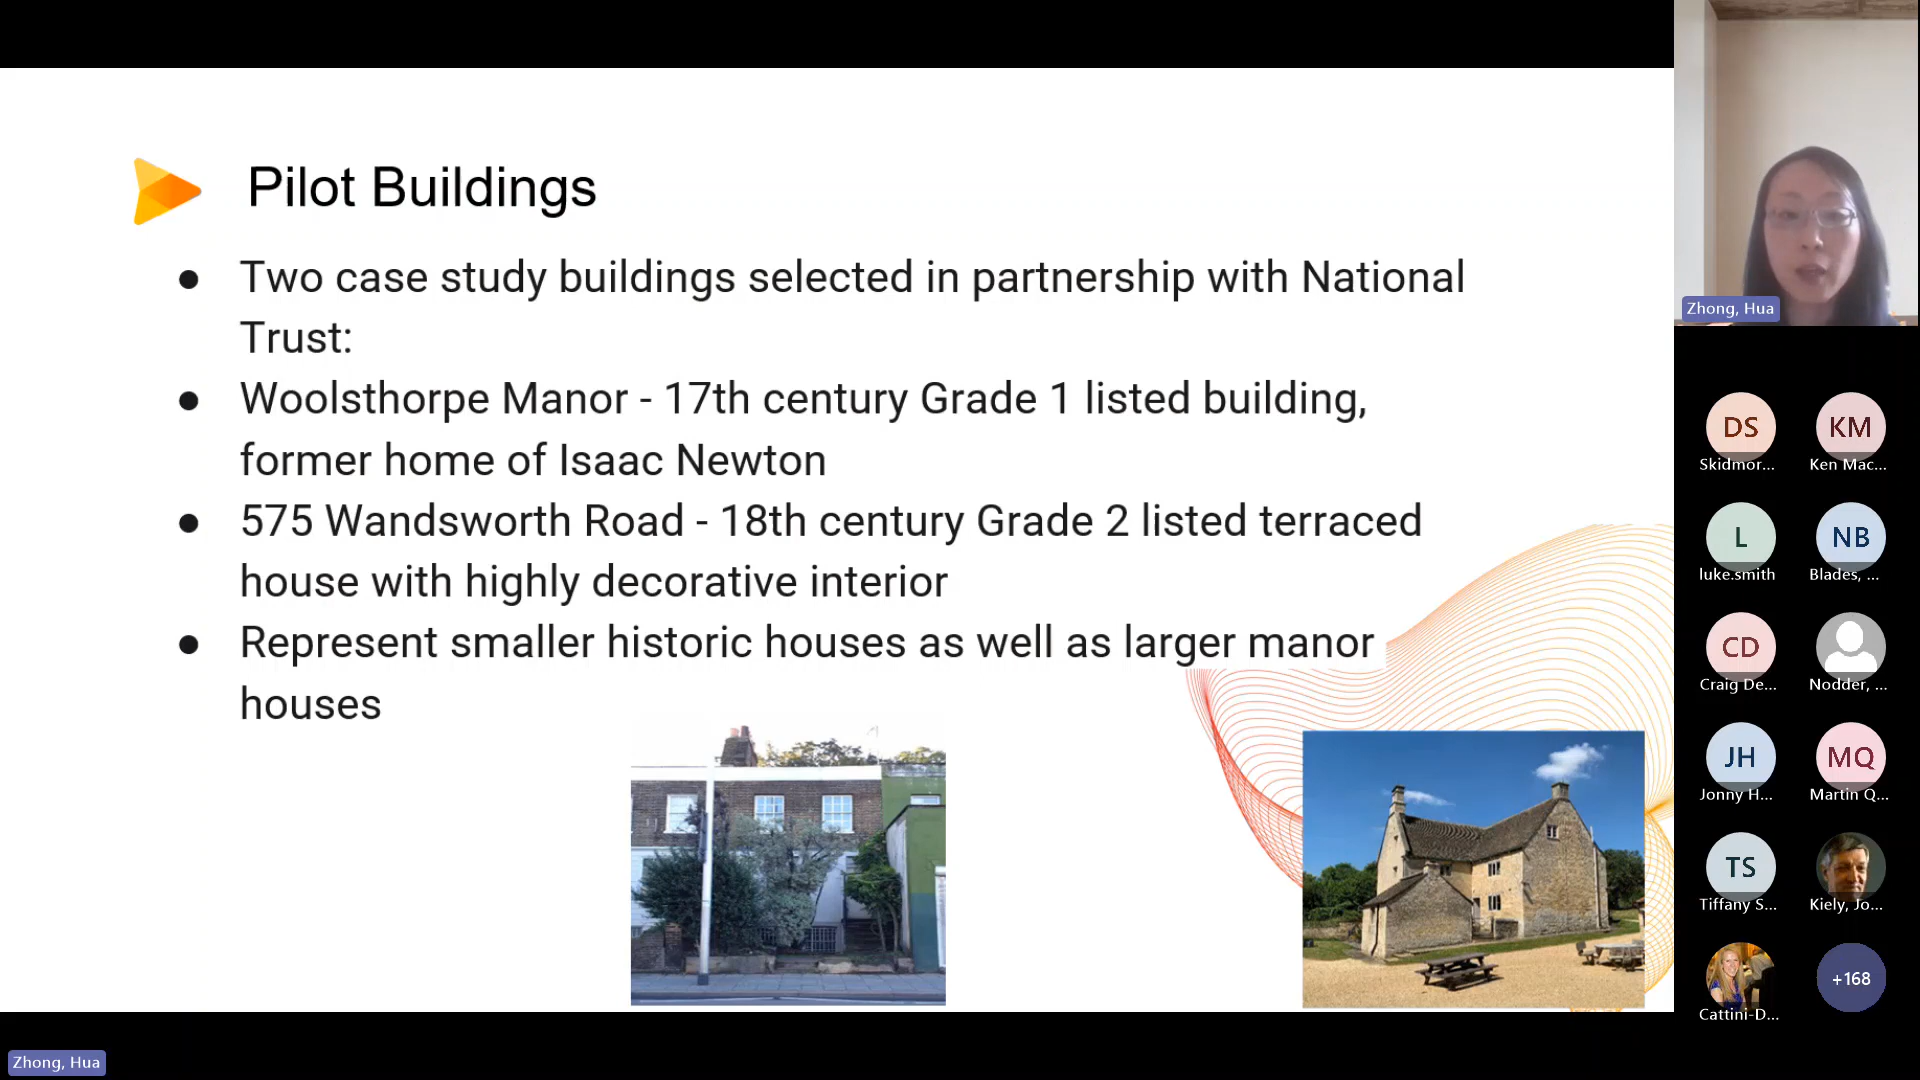 Pilot Buildings
● Two case study buildings selected in partnership with National
Trust:
● Woolsthorpe Manor - 17th century Grade 1 listed building,
former home of Isaac Newton
● 575 Wandsworth Road - 18th century Grade 2 listed terraced
house with highly decorative interior
● Represent smaller historic houses as well as larger manor
houses
Zhong, Hua
DS
KM
Skidmor...
Ken Mac...
L
NB
luke.smith
Blades, ...
CD
Craig De...
Nodder, ...
JH
MQ
Jonny H...
Martin Q...
TS
Tiffany S...
Kiely, Jo...
+168
Cattini-D...
Zhong, Hua